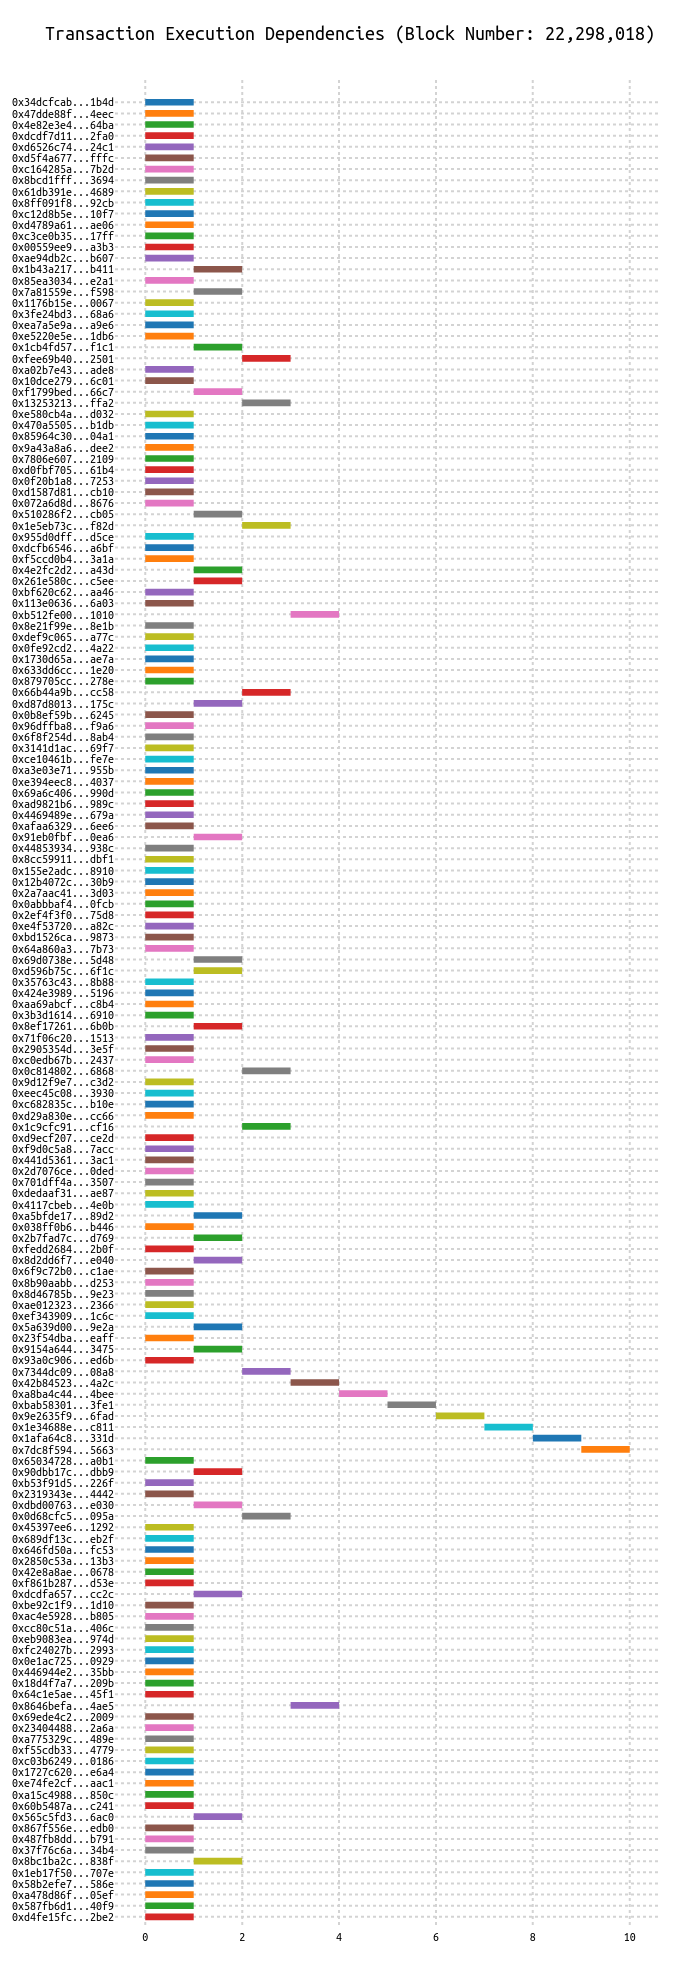 Transaction Execution Dependencies (Block Number: 22,298,018)
0x34dcfcab...1b4d
0x47dde88f...4eec
0x4e82e3e4...64ba
0xdcdf7d11...2fa0
0xd6526c74...24c1
0xd5f4a677...fffc
0xc164285a...7b2d
0x8bcd1fff...3694
0x61db391e...4689
0x8ff091f8...92cb
0xc12d8b5e...10f7
0xd4789a61...ae06
0xc3ce0b35...17ff
0x00559ee9...a3b3
0xae94db2c...b607
0x1b43a217...b411
0x85ea3034...e2a1
0x7a81559e...f598
0x1176b15e...0067
0x3fe24bd3...68a6
0xea7a5e9a...a9e6
0xe5220e5e...1db6
0x1cb4fd57...f1c1
0xfee69b40...2501
0xa02b7e43...ade8
0x10dce279...6c01
0xf1799bed...66c7
0x13253213...ffa2
0xe580cb4a...d032
0x470a5505...b1db
0x85964c30...04a1
0x9a43a8a6...dee2
0x7806e607...2109
0xd0fbf705...61b4
0x0f20b1a8...7253
0xd1587d81...cb10
0x072a6d8d...8676
0x510286f2...cb05
0x1e5eb73c...f82d
0x955d0dff...d5ce
0xdcfb6546...a6bf
0xf5ccd0b4...3a1a
0x4e2fc2d2...a43d
0x261e580c...c5ee
0xbf620c62...aa46
0x113e0636...6a03
0xb512fe00...1010
0x8e21f99e...8e1b
0xdef9c065...a77c
0x0fe92cd2...4a22
0x1730d65a...ae7a
0x633dd6cc...1e20
0x879705cc...278e
0x66b44a9b...cc58
0xd87d8013...175c
0x0b8ef59b...6245
0x96dffba8...f9a6
0x6f8f254d...8ab4
0x3141d1ac...69f7
0xce10461b...fe7e
0xa3e03e71...955b
0xe394eec8...4037
0x69a6c406...990d
0xad9821b6...989c
0x4469489e...679a
0xafaa6329...6ee6
0x91eb0fbf...0ea6
0x44853934...938c
0x8cc59911...dbf1
0x155e2adc...8910
0x12b4072c...30b9
0x2a7aac41...3d03
0x0abbbaf4...0fcb
0x2ef4f3f0...75d8
0xe4f53720...a82c
0xbd1526ca...9873
0x64a860a3...7b73
0x69d0738e...5d48
0xd596b75c...6f1c
0x35763c43...8b88
0x424e3989...5196
0xaa69abcf...c8b4
0x3b3d1614...6910
0x8ef17261...6b0b
0x71f06c20...1513
0x2905354d...3e5f
0xc0edb67b...2437
0x0c814802...6868
0x9d12f9e7...c3d2
0xeec45c08...3930
0xc682835c...b10e
0xd29a830e...cc66
0x1c9cfc91...cf16
0xd9ecf207...ce2d
0xf9d0c5a8...7acc
0x441d5361...3ac1
0x2d7076ce...0ded
0x701dff4a...3507
0xdedaaf31...ae87
0x4117cbeb...4e0b
0xa5bfde17...89d2
0x038ff0b6...b446
0x2b7fad7c...d769
0xfedd2684...2b0f
0x8d2dd6f7...e040
0x6f9c72b0...c1ae
0x8b90aabb...d253
0x8d46785b...9e23
0xae012323...2366
0xef343909...1c6c
0x5a639d00...9e2a
0x23f54dba...eaff
0x9154a644...3475
0x93a0c906...ed6b
0x7344dc09...08a8
0x42b84523...4a2c
0xa8ba4c44...4bee
0xbab58301...3fe1
0x9e2635f9...6fad
0x1e34688e...c811
0x1afa64c8...331d
0x7dc8f594...5663
0x65034728...a0b1
0x90dbb17c...dbb9
0xb53f91d5...226f
0x2319343e...4442
0xdbd00763...e030
0x0d68cfc5...095a
0x45397ee6...1292
0x689df13c...eb2f
0x646fd50a...fc53
0x2850c53a...13b3
0x42e8a8ae...0678
0xf861b287...d53e
0xdcdfa657...cc2c
0xbe92c1f9...1d10
0xac4e5928...b805
0xcc80c51a...406c
0xeb9083ea...974d
0xfc24027b...2993
0x0e1ac725...0929
0x446944e2...35bb
0x18d4f7a7...209b
0x64c1e5ae...45f1
0x8646befa...4ae5
0x69ede4c2...2009
0x23404488...2a6a
0xa775329c...489e
0xf55cdb33...4779
0xc03b6249...0186
0x1727c620...e6a4
0xe74fe2cf...aac1
0xa15c4988...850c
0x60b5487a...c241
0x565c5fd3...6ac0
0x867f556e...edb0
0x487fb8dd...b791
0x37f76c6a...34b4
0x8bc1ba2c...838f
0x1eb17f50...707e
0x58b2efe7...586e
0xa478d86f...05ef
0x587fb6d1...40f9
0xd4fe15fc...2be2
0 2 4 6 8 10